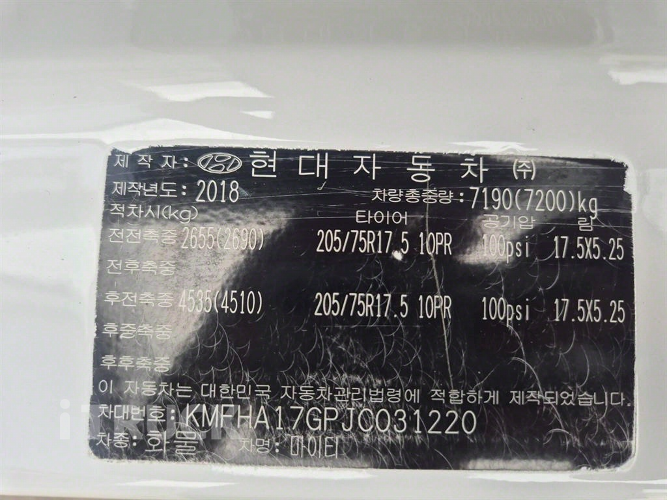 제 작 자: 현 대 자 동 차 (주)
제작년도: 2018 차량총중량: 7190(7200)kg
적차시(kg) 타이어 공기압 림
전전축중 2655(2690) 205/75R17.5 10PR 100psi 17.5X5.25
전후축중
후전축중 4535(4510) 205/75R17.5 10PR 100psi 17.5X5.25
후중축중
후후축중
이 자동차는 대한민국 자동차관리법령에 적합하게 제작되었습니다.
차대번호: KMFHA17GPJC031220
차종: 화물 차명: 마이티